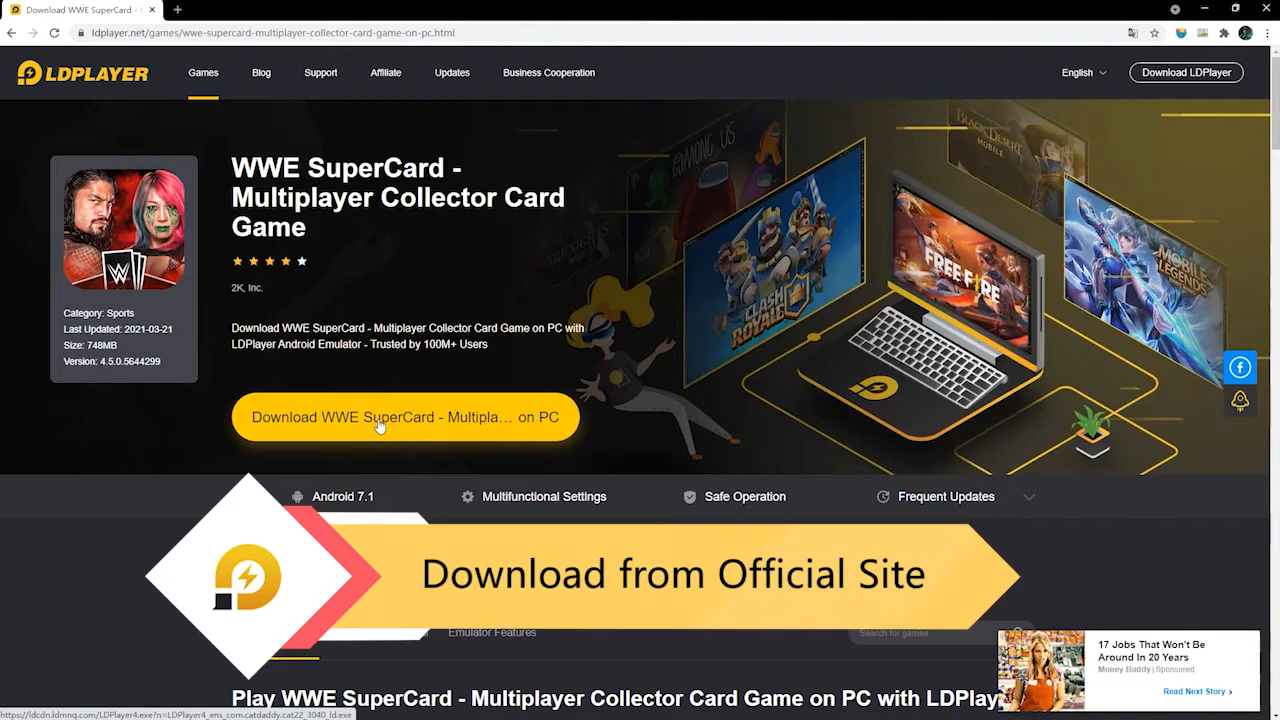 Download WWE SuperCard -
ldplayer.net/games/wwe-supercard-multiplayer-collector-card-game-on-pc.html
LDPLAYER
Games
Blog
Support
Affiliate
Updates
Business Cooperation
English
Download LDPlayer
WWE SuperCard -
Multiplayer Collector Card
Game
2K, Inc.
Category: Sports
Last Updated: 2021-03-21
Size: 748MB
Version: 4.5.0.5644299
Download WWE SuperCard - Multiplayer Collector Card Game on PC with
LDPlayer Android Emulator - Trusted by 100M+ Users
Download WWE SuperCard - Multipla... on PC
AMONG US
BLACK DESERT
MOBILE
CLASH
ROYALE
FREE FIRE
MOBILE
LEGENDS
Android 7.1
Multifunctional Settings
Safe Operation
Frequent Updates
Download from Official Site
Emulator Features
Search for games
17 Jobs That Won't Be
Around In 20 Years
Money Buddy | Sponsored
Read Next Story
Play WWE SuperCard - Multiplayer Collector Card Game on PC with LDPlay
https://ldcdn.ldmnq.com/LDPlayer4.exe?n=LDPlayer4_ens_com.catdaddy.cat22_3040_ld.exe